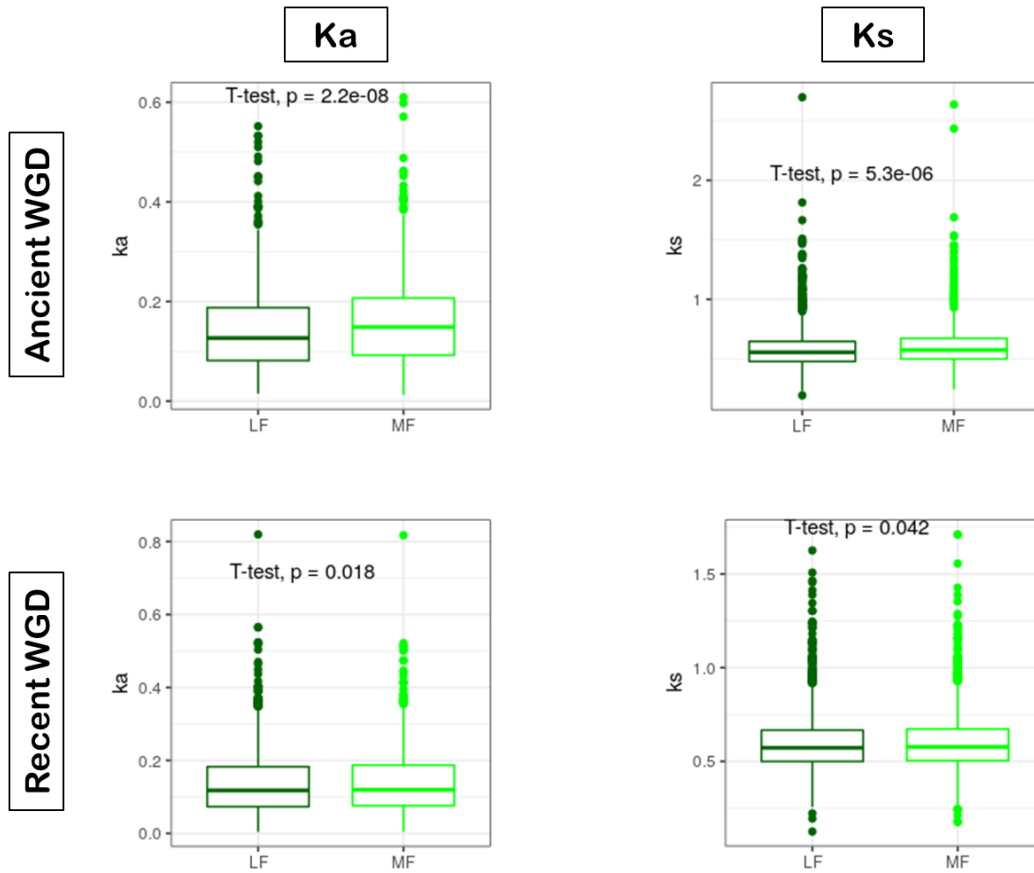 Ka
Ks
Ancient WGD
T-test, p = 2.2e-08
ka
0.6
0.4
0.2
0.0
LF
MF
T-test, p = 5.3e-06
ks
2
1
LF
MF
Recent WGD
T-test, p = 0.018
ka
0.8
0.6
0.4
0.2
0.0
LF
MF
T-test, p = 0.042
ks
1.5
1.0
0.5
LF
MF